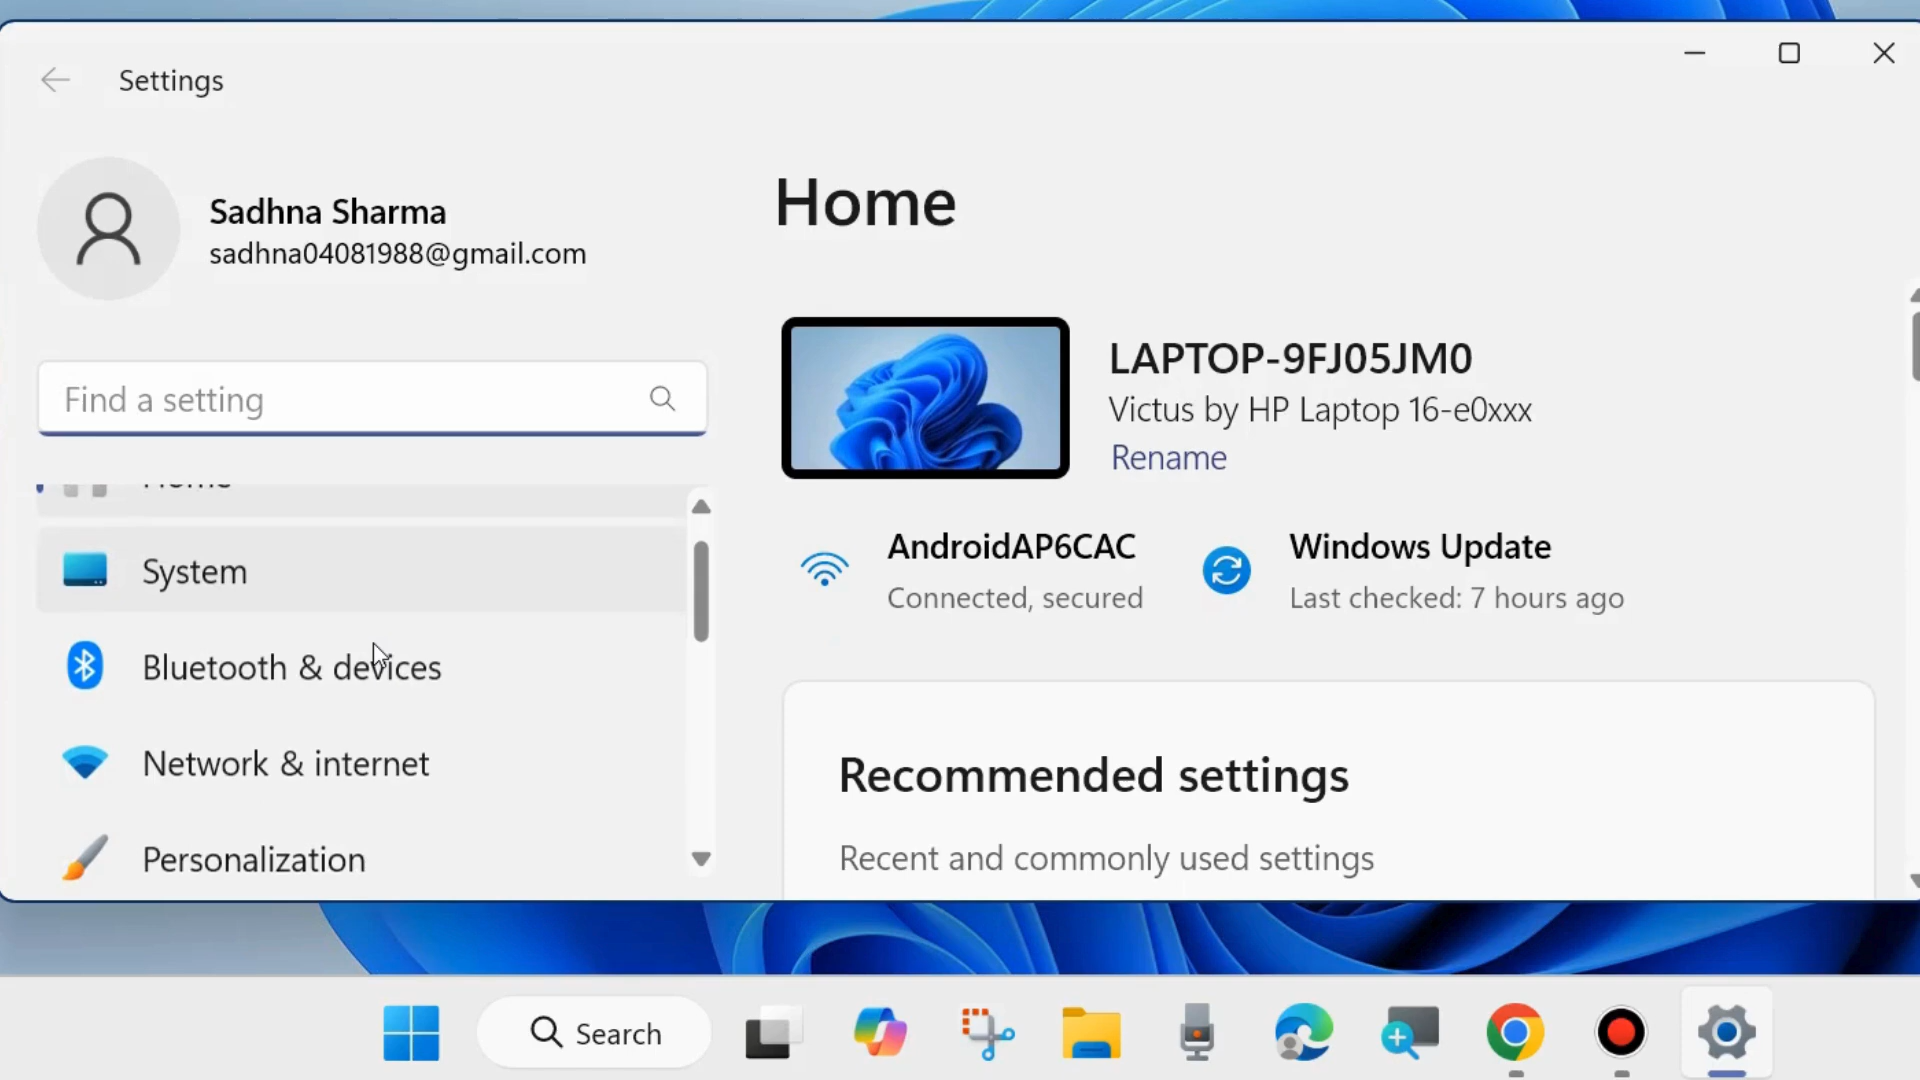 Settings
Sadhna Sharma
sadhna04081988@gmail.com
Find a setting
Home
System
Bluetooth & devices
Network & internet
Personalization
Home
LAPTOP-9FJ05JM0
Victus by HP Laptop 16-e0xxx
Rename
AndroidAP6CAC
Connected, secured
Windows Update
Last checked: 7 hours ago
Recommended settings
Recent and commonly used settings
Search